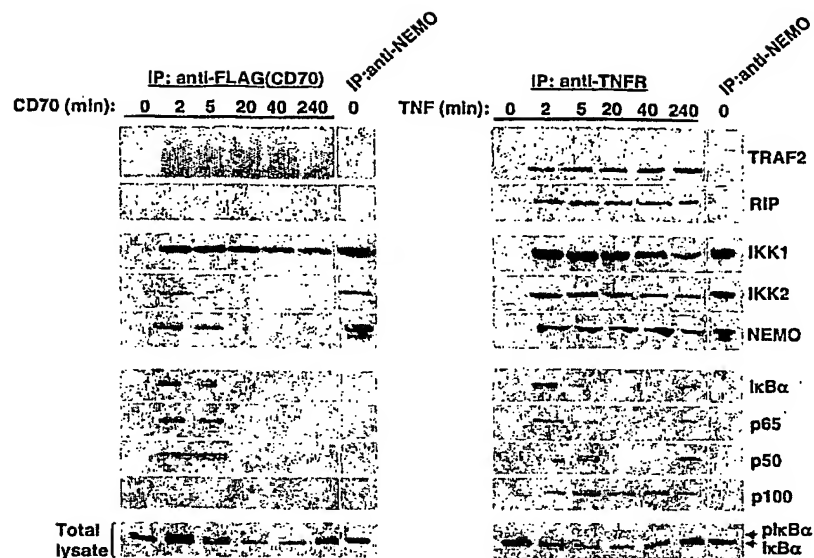 IP: anti-FLAG(CD70)
IP:anti-NEMO
CD70 (min): 0 2 5 20 40 240 0
IP: anti-TNFR
IP:anti-NEMO
TNF (min): 0 2 5 20 40 240 0
TRAF2
RIP
IKK1
IKK2
NEMO
IκBα
p65
p50
p100
Total
lysate
pIκBα
IκBα